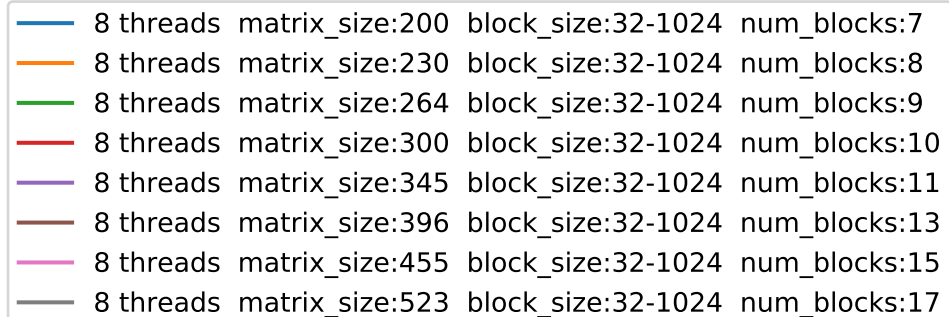 8 threads matrix_size:200 block_size:32-1024 num_blocks:7
8 threads matrix_size:230 block_size:32-1024 num_blocks:8
8 threads matrix_size:264 block_size:32-1024 num_blocks:9
8 threads matrix_size:300 block_size:32-1024 num_blocks:10
8 threads matrix_size:345 block_size:32-1024 num_blocks:11
8 threads matrix_size:396 block_size:32-1024 num_blocks:13
8 threads matrix_size:455 block_size:32-1024 num_blocks:15
8 threads matrix_size:523 block_size:32-1024 num_blocks:17